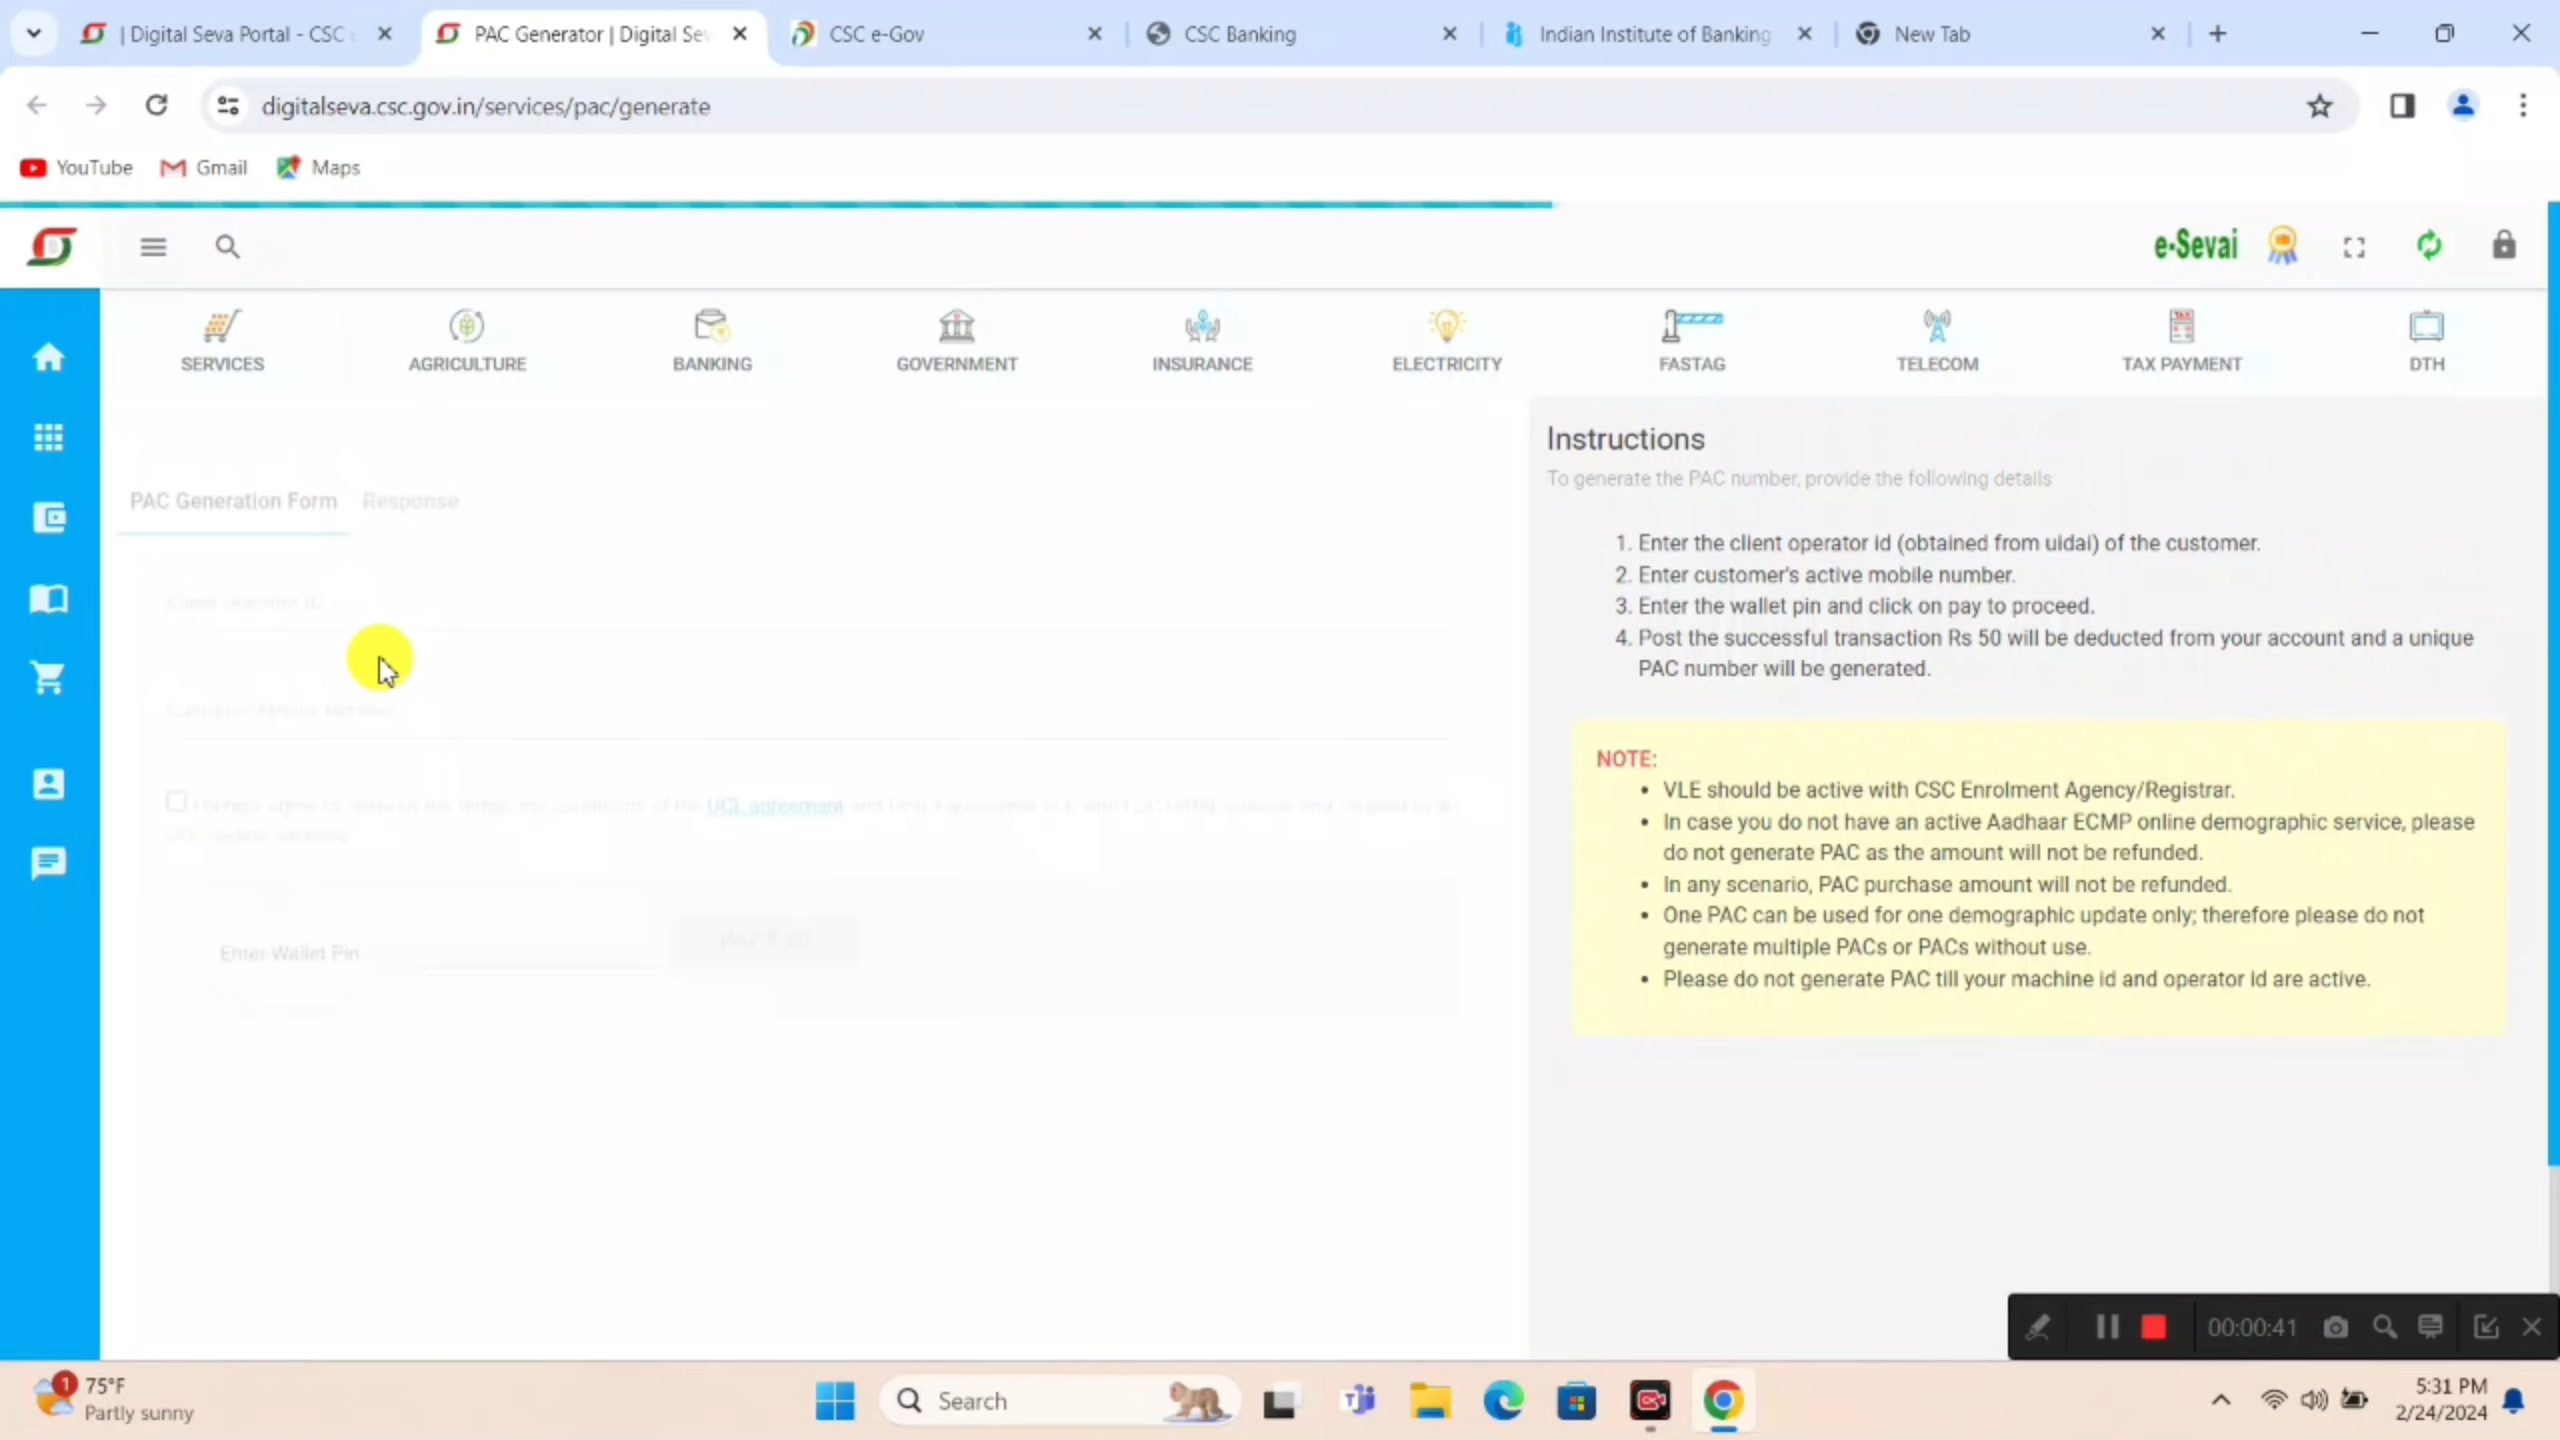 | Digital Seva Portal - CSC
PAC Generator | Digital Sev
CSC e-Gov
CSC Banking
Indian Institute of Banking
New Tab
digitalseva.csc.gov.in/services/pac/generate
YouTube
Gmail
Maps
e-Sevai
SERVICES
AGRICULTURE
BANKING
GOVERNMENT
INSURANCE
ELECTRICITY
FASTAG
TELECOM
TAX PAYMENT
DTH
PAC Generation Form
Response
Customer Mobile Number
UCL agreement
Enter Wallet Pin
Instructions
To generate the PAC number, provide the following details
1. Enter the client operator id (obtained from uidai) of the customer.
2. Enter customer's active mobile number.
3. Enter the wallet pin and click on pay to proceed.
4. Post the successful transaction Rs 50 will be deducted from your account and a unique
PAC number will be generated.
NOTE:
• VLE should be active with CSC Enrolment Agency/Registrar.
• In case you do not have an active Aadhaar ECMP online demographic service, please
do not generate PAC as the amount will not be refunded.
• In any scenario, PAC purchase amount will not be refunded.
• One PAC can be used for one demographic update only; therefore please do not
generate multiple PACs or PACs without use.
• Please do not generate PAC till your machine id and operator id are active.
00:00:41
1
75°F
Partly sunny
Search
5:31 PM
2/24/2024